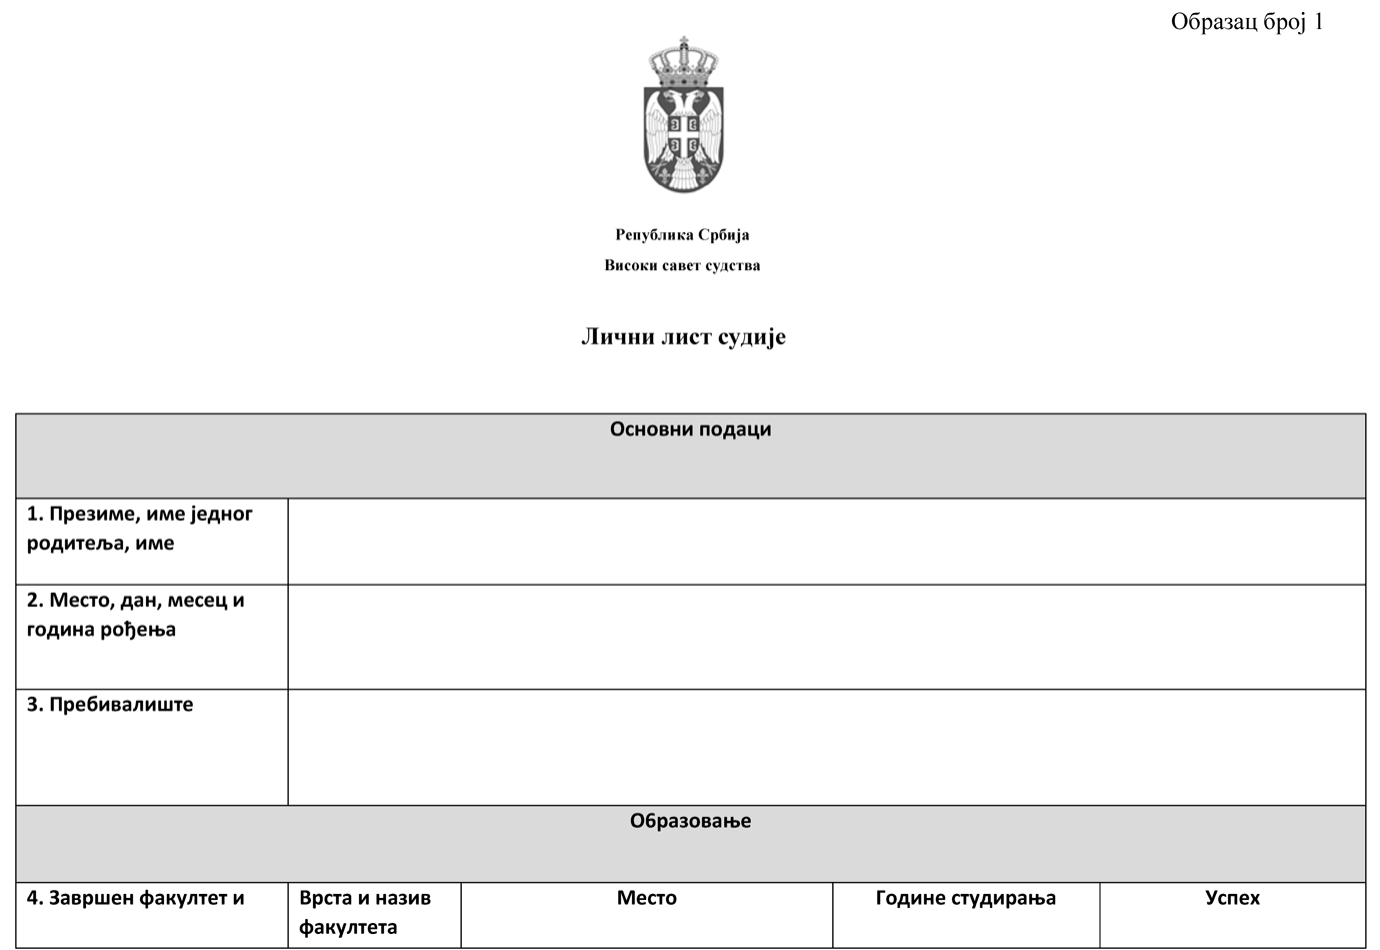 Образац број 1
Република Србија
Високи савет судства
Лични лист судије
Основни подаци
1. Презиме, име једног
родитеља, име
2. Место, дан, месец и
година рођења
3. Пребивалиште
Образовање
4. Завршен факултет и
Врста и назив
факултета
Место
Године студирања
Успех